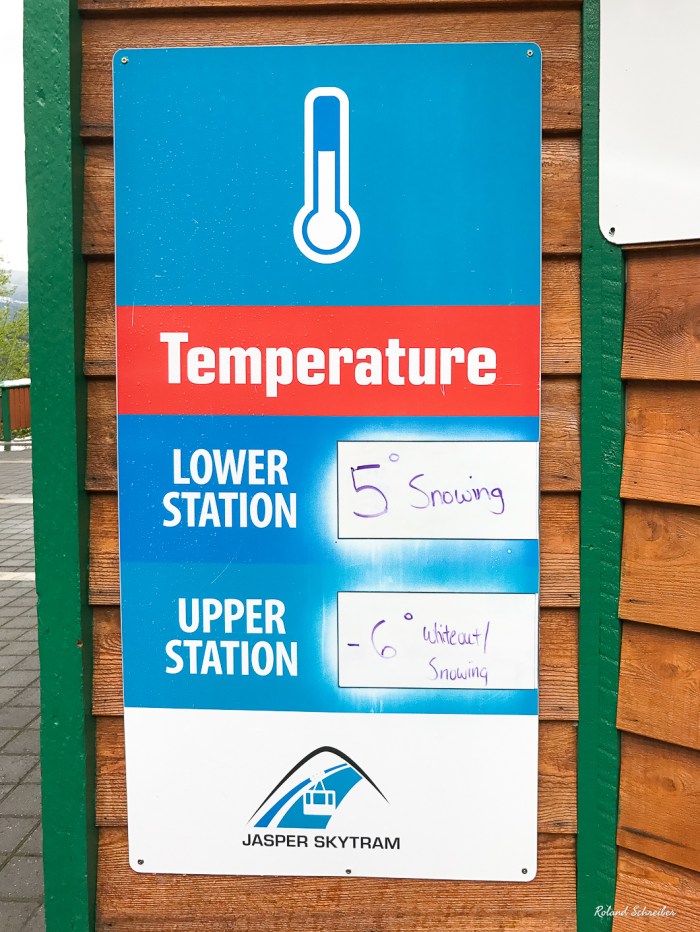 Temperature
LOWER
STATION
5° Snowing
UPPER
STATION
-6° Whiteout/
Snowing
JASPER SKYTRAM
Roland Schreiber